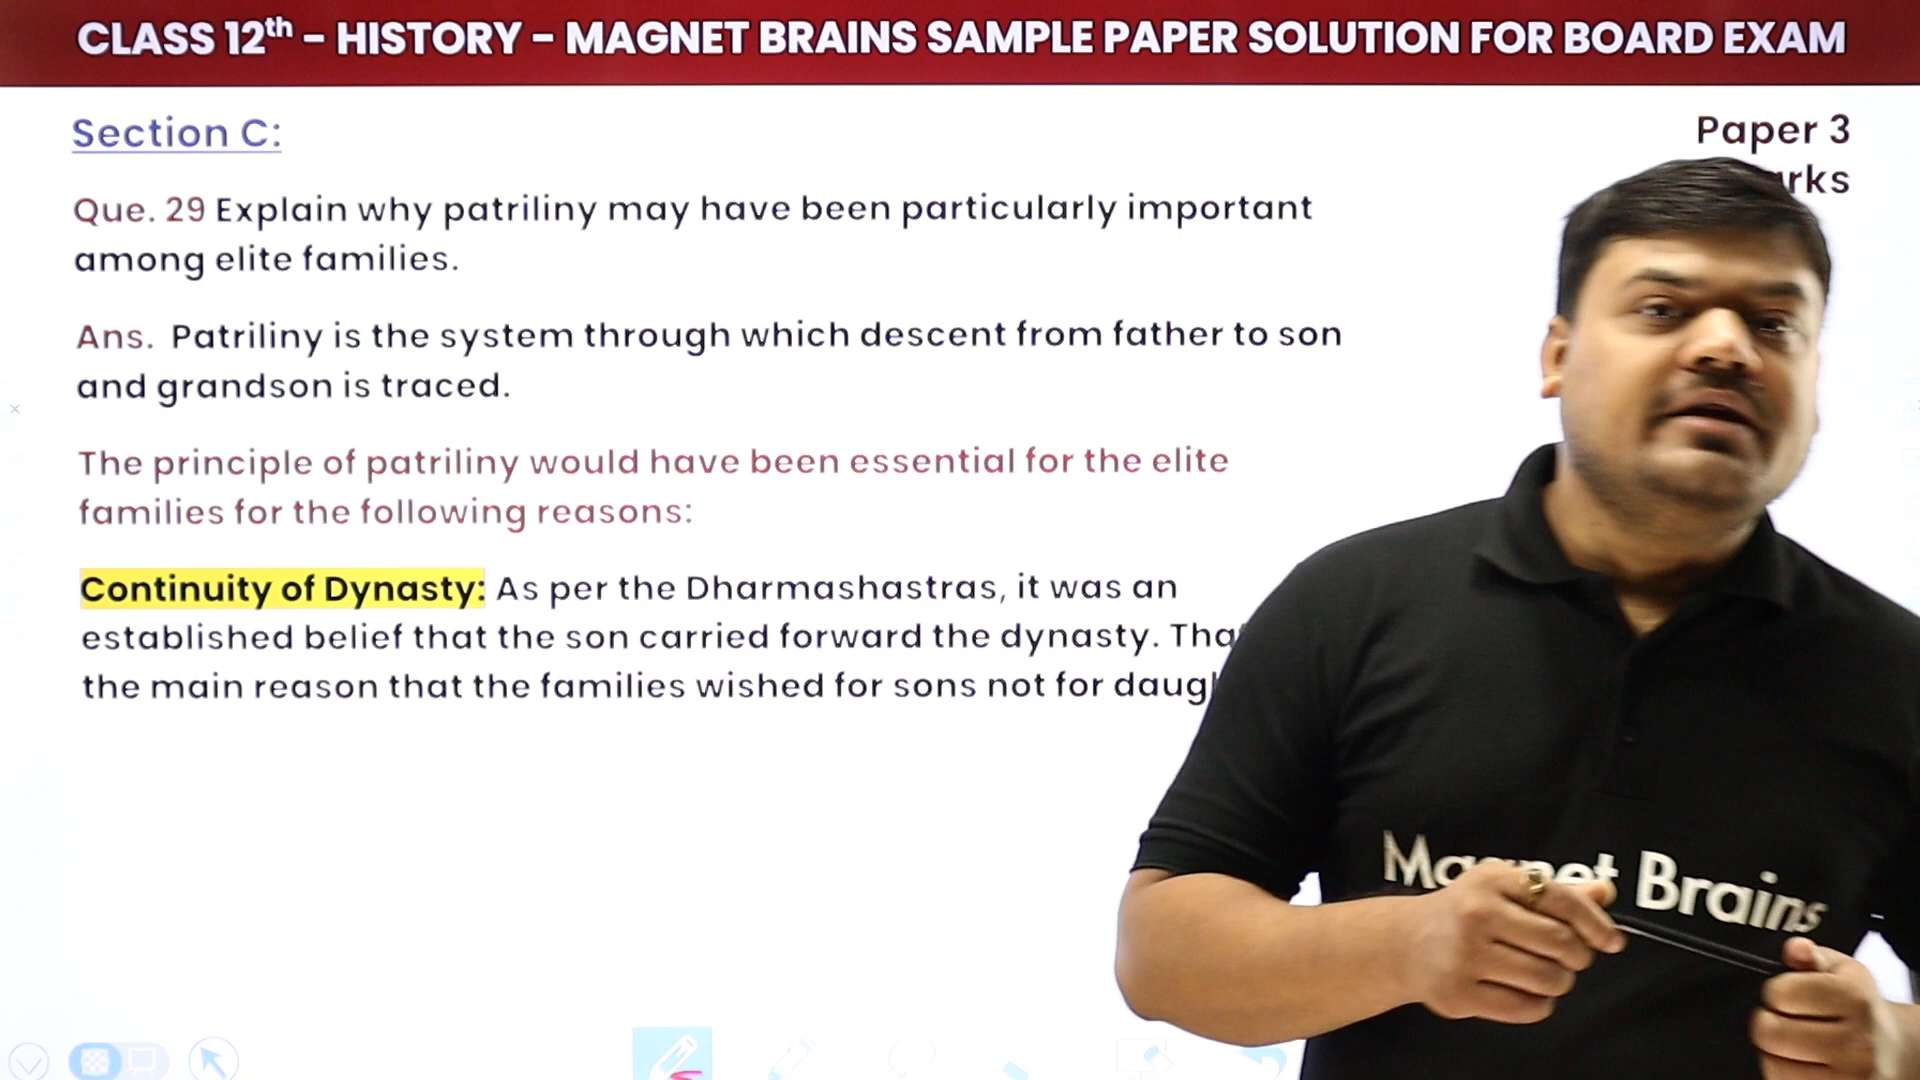 CLASS 12th – HISTORY – MAGNET BRAINS SAMPLE PAPER SOLUTION FOR BOARD EXAM
Section C:
Paper 3
Que. 29 Explain why patriliny may have been particularly important
among elite families.
Ans. Patriliny is the system through which descent from father to son
and grandson is traced.
The principle of patriliny would have been essential for the elite
families for the following reasons:
Continuity of Dynasty: As per the Dharmashastras, it was an
established belief that the son carried forward the dynasty.
the main reason that the families wished for sons not for
Magnet Brains